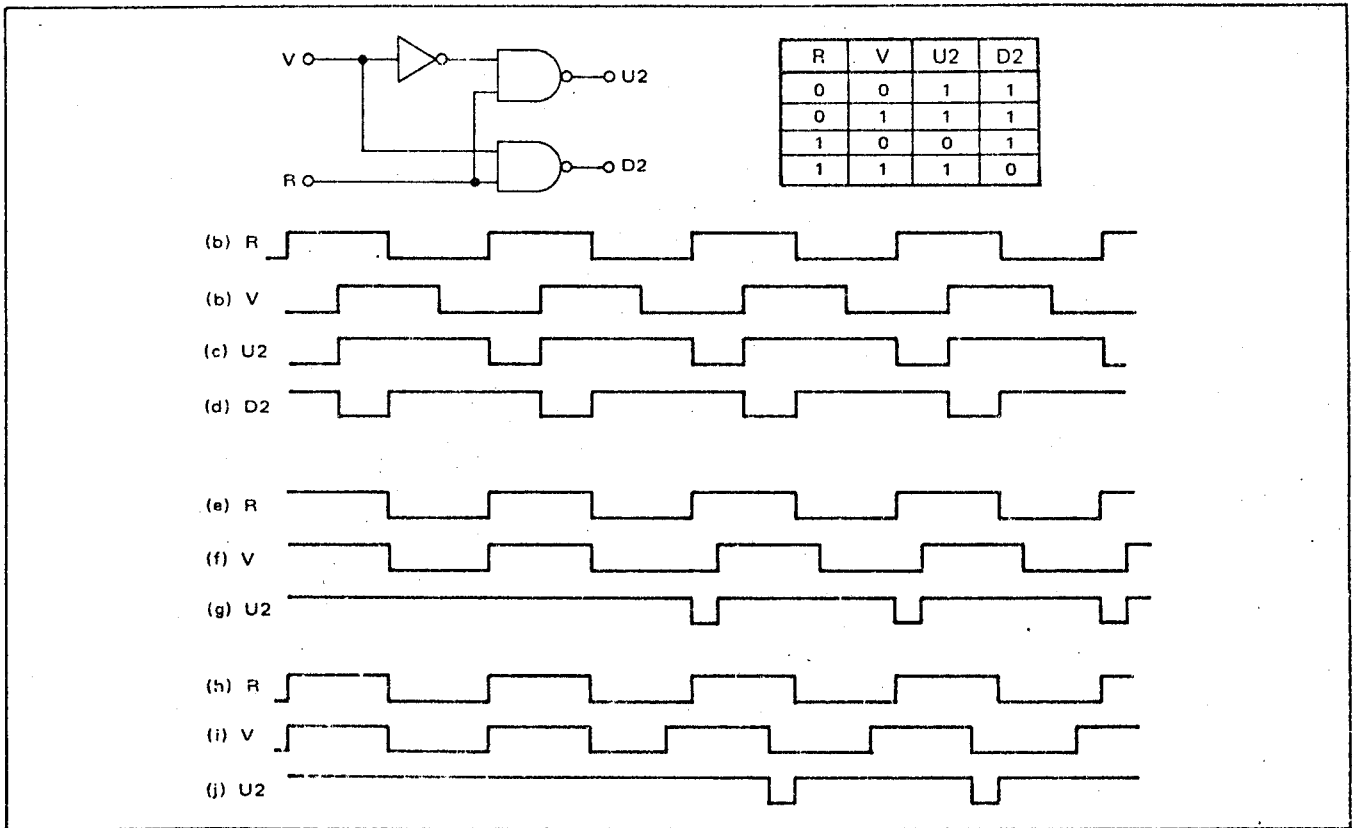 V
U2
R
D2
R V U2 D2
0 0 1 1
0 1 1 1
1 0 0 1
1 1 1 0
(b) R
(b) V
(c) U2
(d) D2
(e) R
(f) V
(g) U2
(h) R
(i) V
(j) U2